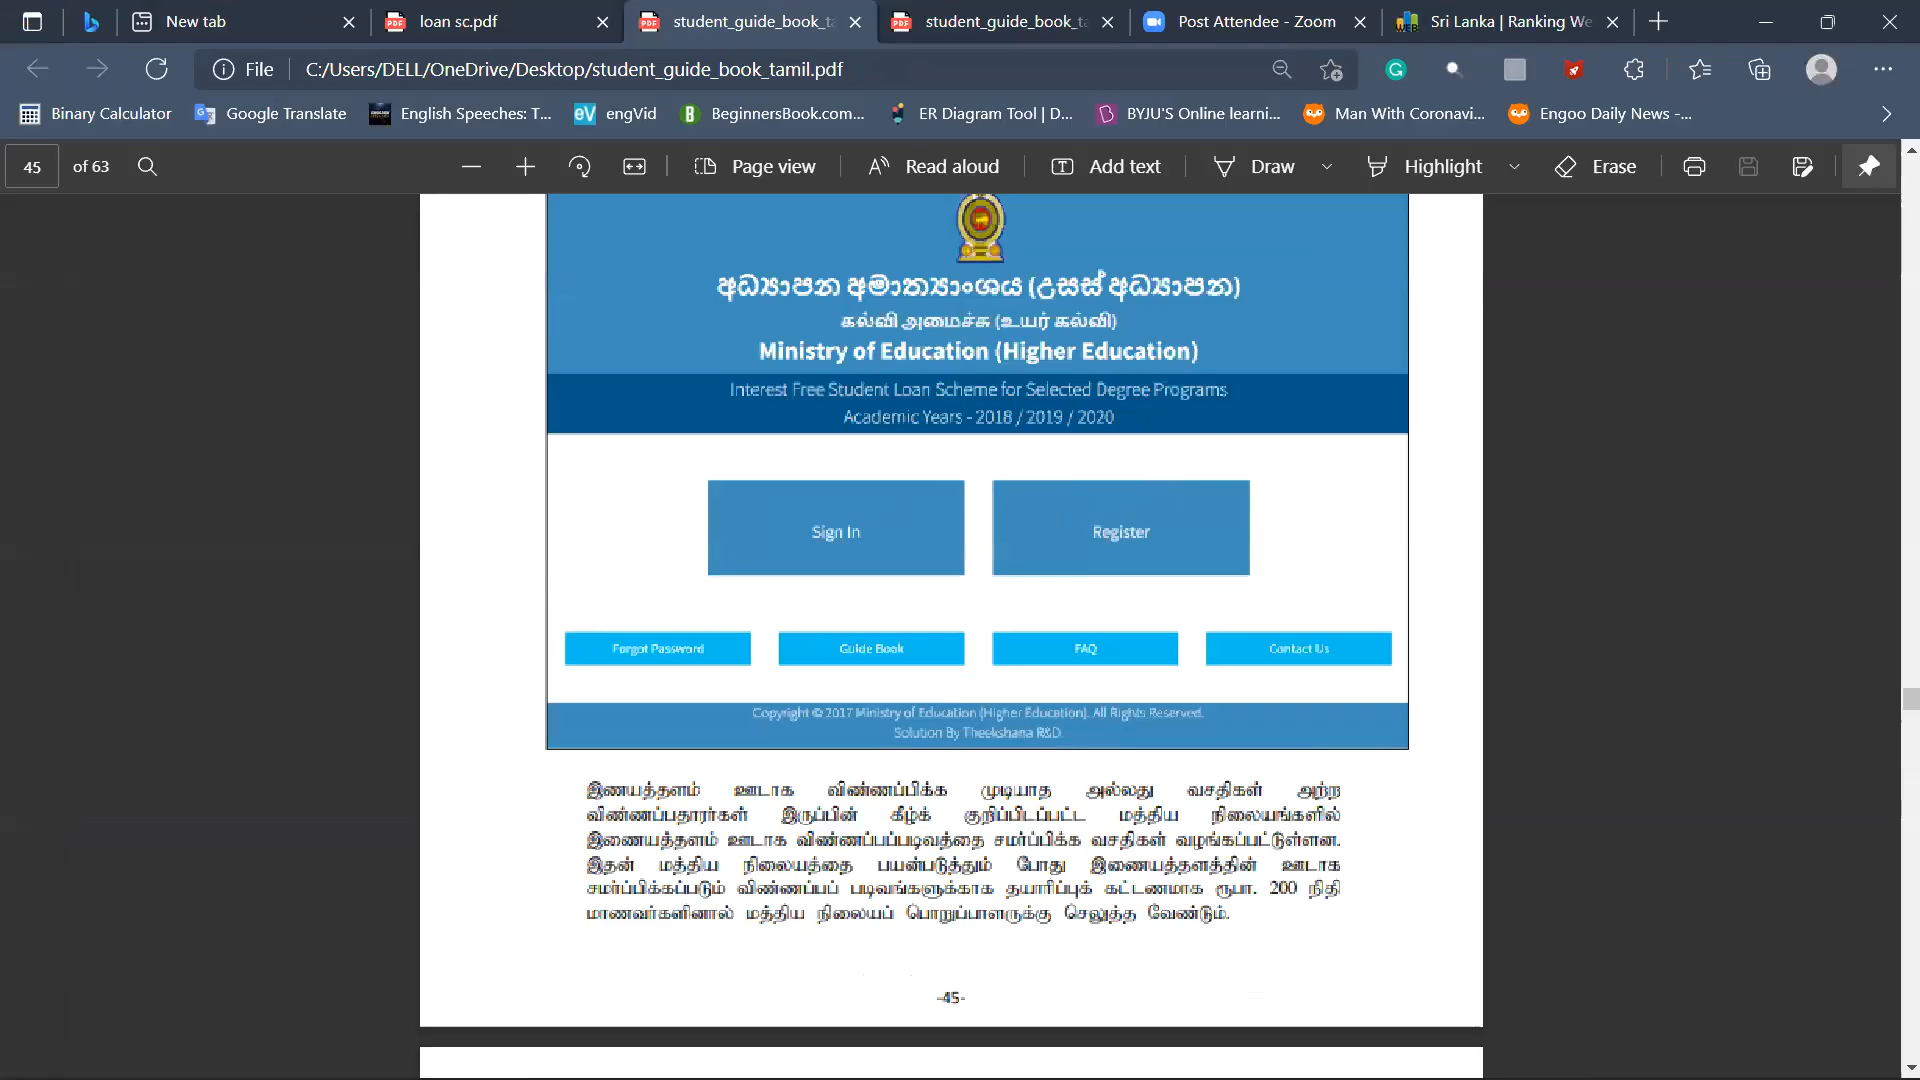 New tab
loan sc.pdf
student_guide_book_ta
student_guide_book_ta
Post Attendee - Zoom
Sri Lanka | Ranking We
File
C:/Users/DELL/OneDrive/Desktop/student_guide_book_tamil.pdf
Binary Calculator
Google Translate
English Speeches: T...
engVid
BeginnersBook.com...
ER Diagram Tool | D...
BYJU'S Online learni...
Man With Coronavi...
Engoo Daily News -...
45 of 63
Page view
Read aloud
Add text
Draw
Highlight
Erase
අධ්‍යාපන අමාත්‍යාංශය (උසස් අධ්‍යාපන)
கல்வி அமைச்சு (உயர் கல்வி)
Ministry of Education (Higher Education)
Interest Free Student Loan Scheme for Selected Degree Programs
Academic Years - 2018 / 2019 / 2020
Sign In
Register
Forgot Password
Guide Book
FAQ
Contact Us
Copyright © 2017 Ministry of Education (Higher Education). All Rights Reserved.
Solution By Theekshana R&D.
இணயத்தளம் ஊடாக விண்ணப்பிக்க முடியாத அல்லது வசதிகள் அற்ற
விண்ணப்பதாரர்கள் இருப்பின் கீழ்க் குறிப்பிடப்பட்ட மத்திய நிலையங்களில்
இணையத்தளம் ஊடாக விண்ணப்பப்படிவத்தை சமர்ப்பிக்க வசதிகள் வழங்கப்பட்டுள்ளன.
இதன் மத்திய நிலையத்தை பயன்படுத்தும் போது இணையத்தளத்தின் ஊடாக
சமர்ப்பிக்கப்படும் விண்ணப்பப் படிவங்களுக்காக தயாரிப்புக் கட்டணமாக ரூபா. 200 நிதி
மாணவர்களினால் மத்திய நிலையப் பொறுப்பாளருக்கு செலுத்த வேண்டும்.
-45-